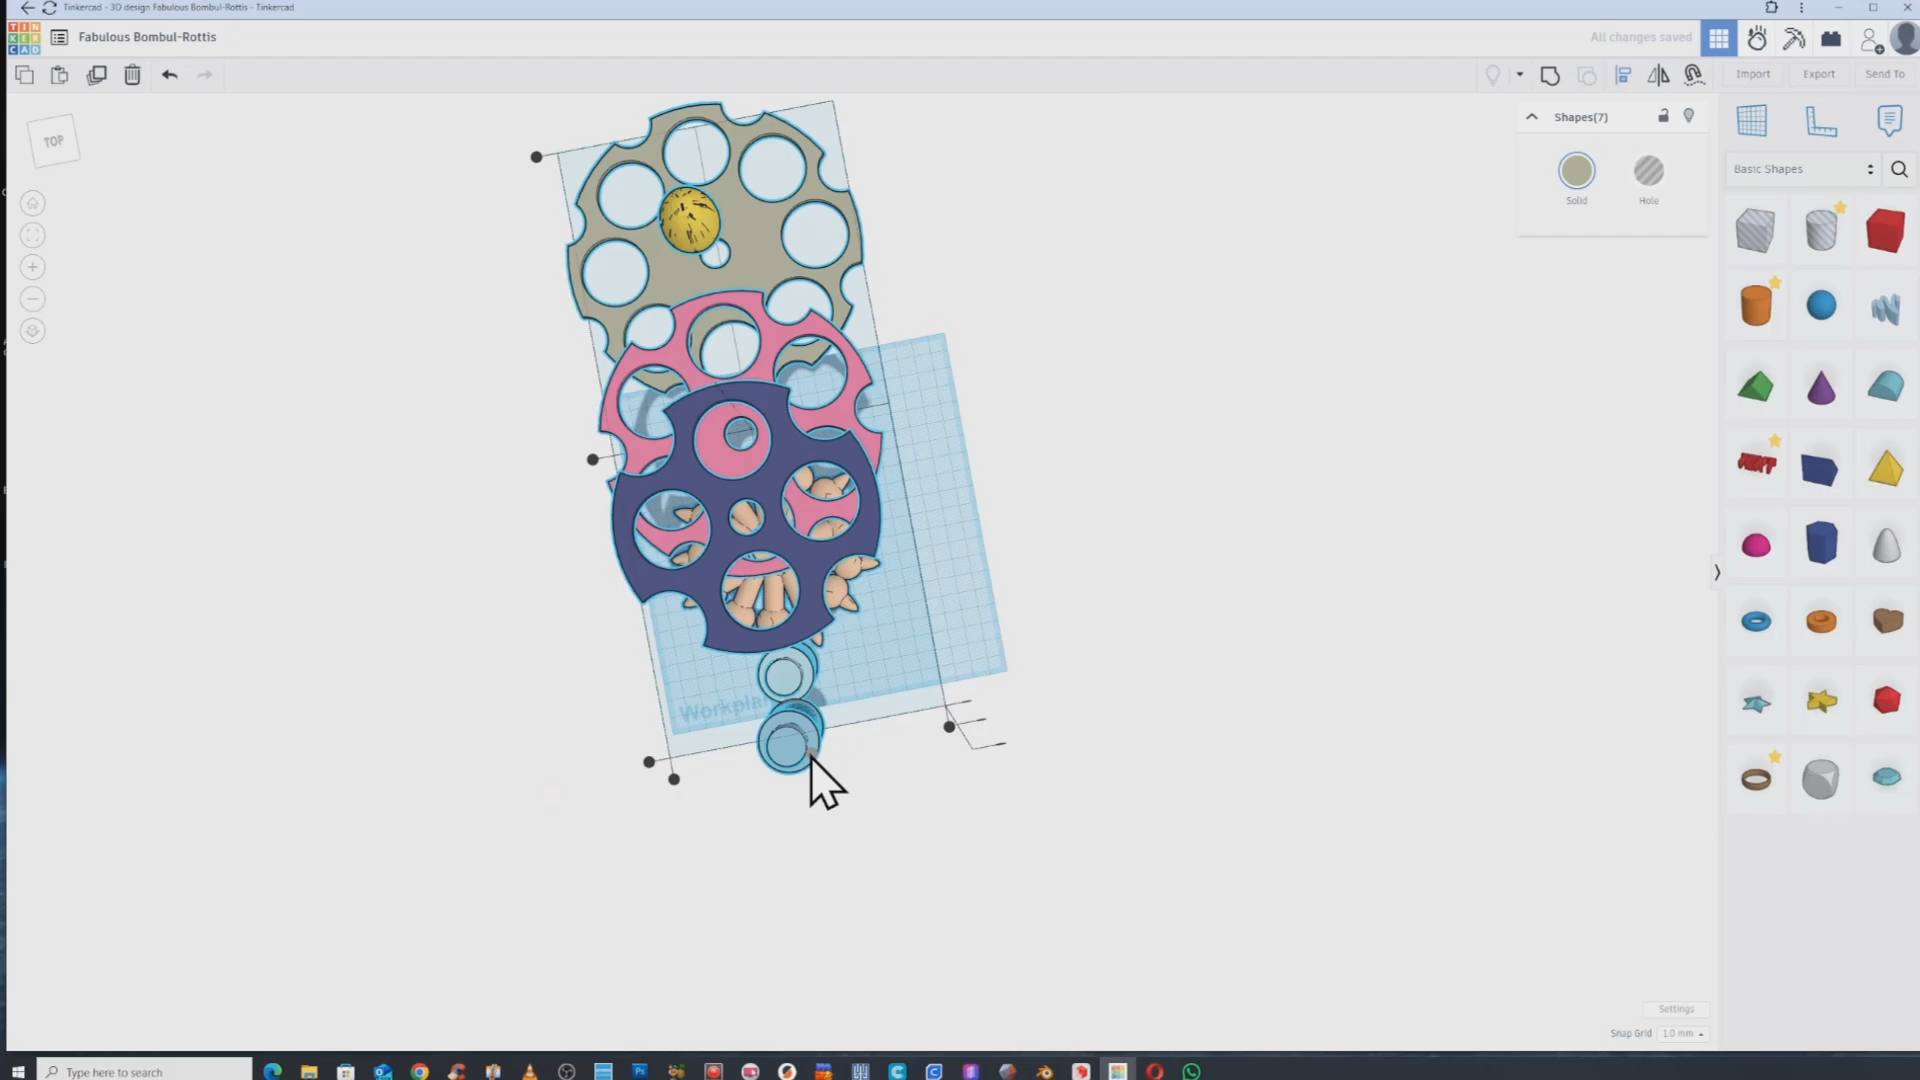 Tinkercad - 3D design Fabulous Bombul-Rottis - Tinkercad
TIN
KER
CAD
Fabulous Bombul-Rottis
All changes saved
Import
Export
Send To
TOP
Shapes(7)
Solid
Hole
Basic Shapes
Workplan
Settings
Snap Grid
1.0 mm
Type here to search